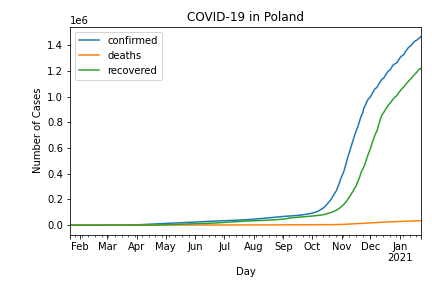 COVID-19 in Poland
1e6
confirmed
deaths
recovered
Number of Cases
1.4
1.2
1.0
0.8
0.6
0.4
0.2
0.0
Feb Mar Apr May Jun Jul Aug Sep Oct Nov Dec Jan
2021
Day